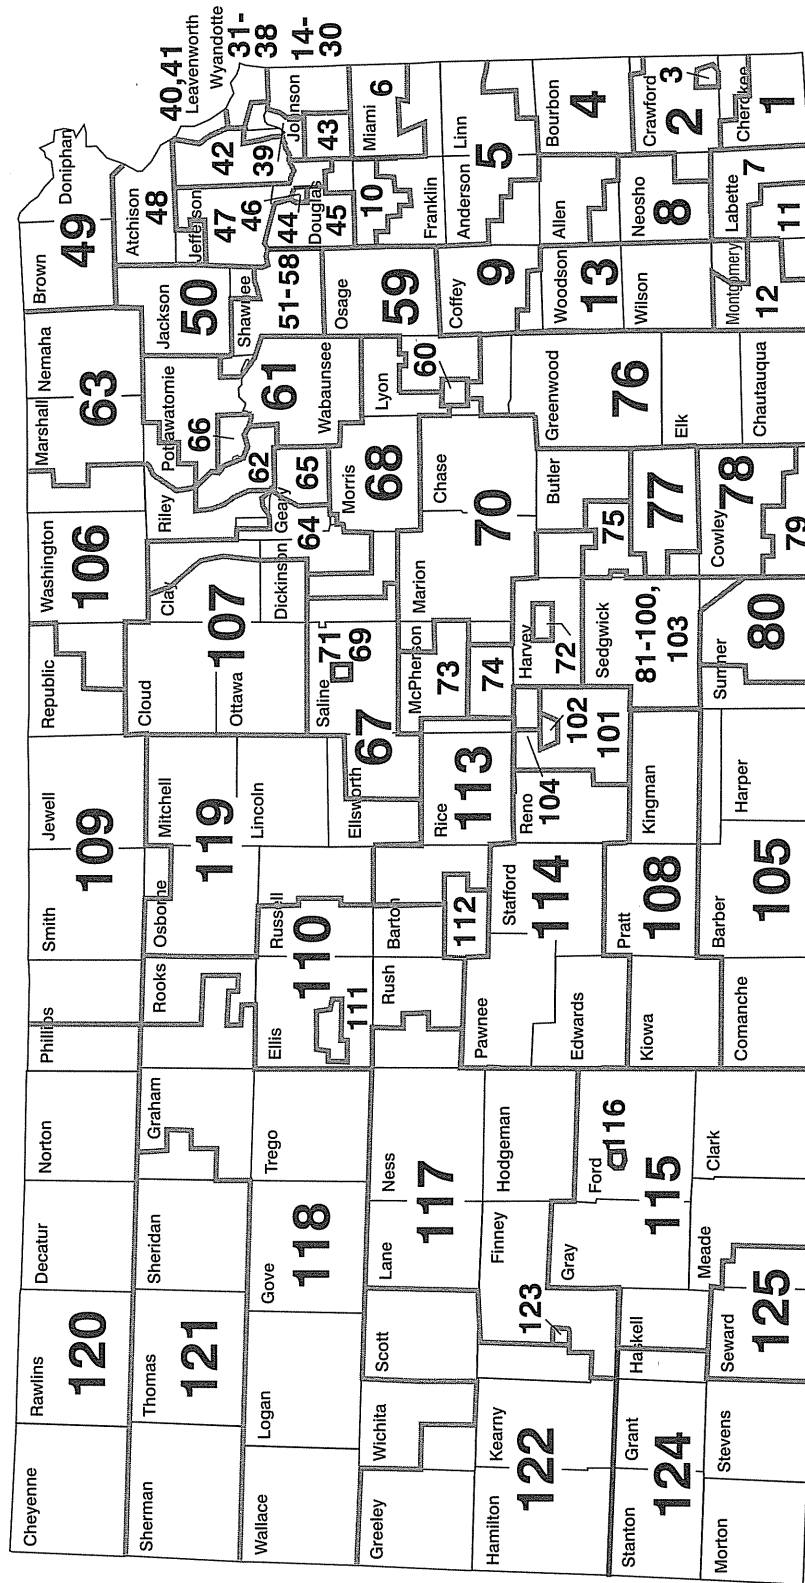 Cheyenne
Rawlins
120
Decatur
Norton
Phillips
Smith
Jewell
109
Republic
Washington
106
Marshall
Nemaha
63
Brown
49
Doniphan
Sherman
Thomas
121
Sheridan
Graham
Rooks
Osborne
Mitchell
119
Cloud
Clay
107
Riley
Pottawatomie
66
Jackson
50
Atchison
48
Jefferson
47
40,41
Leavenworth
42
Wyandotte
31-
38
14-
30
Wallace
Logan
Gove
118
Trego
Ellis
110
111
Russell
Lincoln
Ottawa
Dickinson
Geary
64
62
65
61
Wabaunsee
Shawnee
51-58
46
44
Douglas
45
39
Johnson
43
Greeley
Wichita
Scott
Lane
117
Ness
Rush
Barton
112
Ellsworth
67
Saline
71
69
Morris
68
Lyon
60
Osage
59
10
Franklin
Miami
6
Hamilton
Kearny
122
Finney
123
Hodgeman
Pawnee
Edwards
Stafford
114
Rice
113
McPherson
73
74
Marion
70
Chase
Coffey
9
Anderson
5
Linn
Gray
Ford
116
115
Reno
104
102
101
Harvey
72
Butler
75
Greenwood
76
Woodson
13
Allen
Bourbon
4
Stanton
Grant
124
Haskell
Kiowa
Pratt
108
Kingman
Sedgwick
81-100,
103
77
Elk
Wilson
Neosho
8
Crawford
3
2
Morton
Stevens
Seward
125
Meade
Clark
Comanche
Barber
105
Harper
Sumner
80
Cowley
78
79
Chautauqua
Montgomery
12
Labette
7
11
Cherokee
1